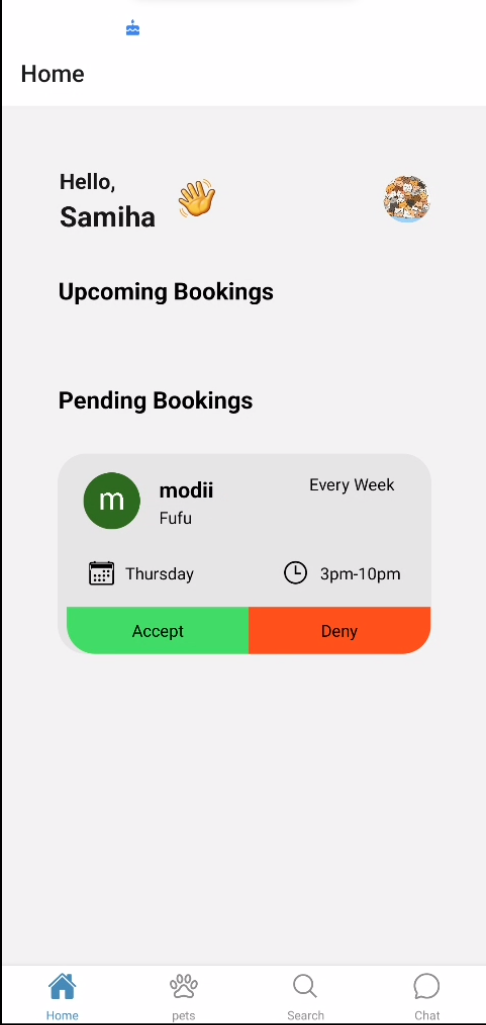 Home
Hello,
Samiha
Upcoming Bookings
Pending Bookings
m
modii
Every Week
Fufu
Thursday
3pm-10pm
Accept
Deny
Home
pets
Search
Chat